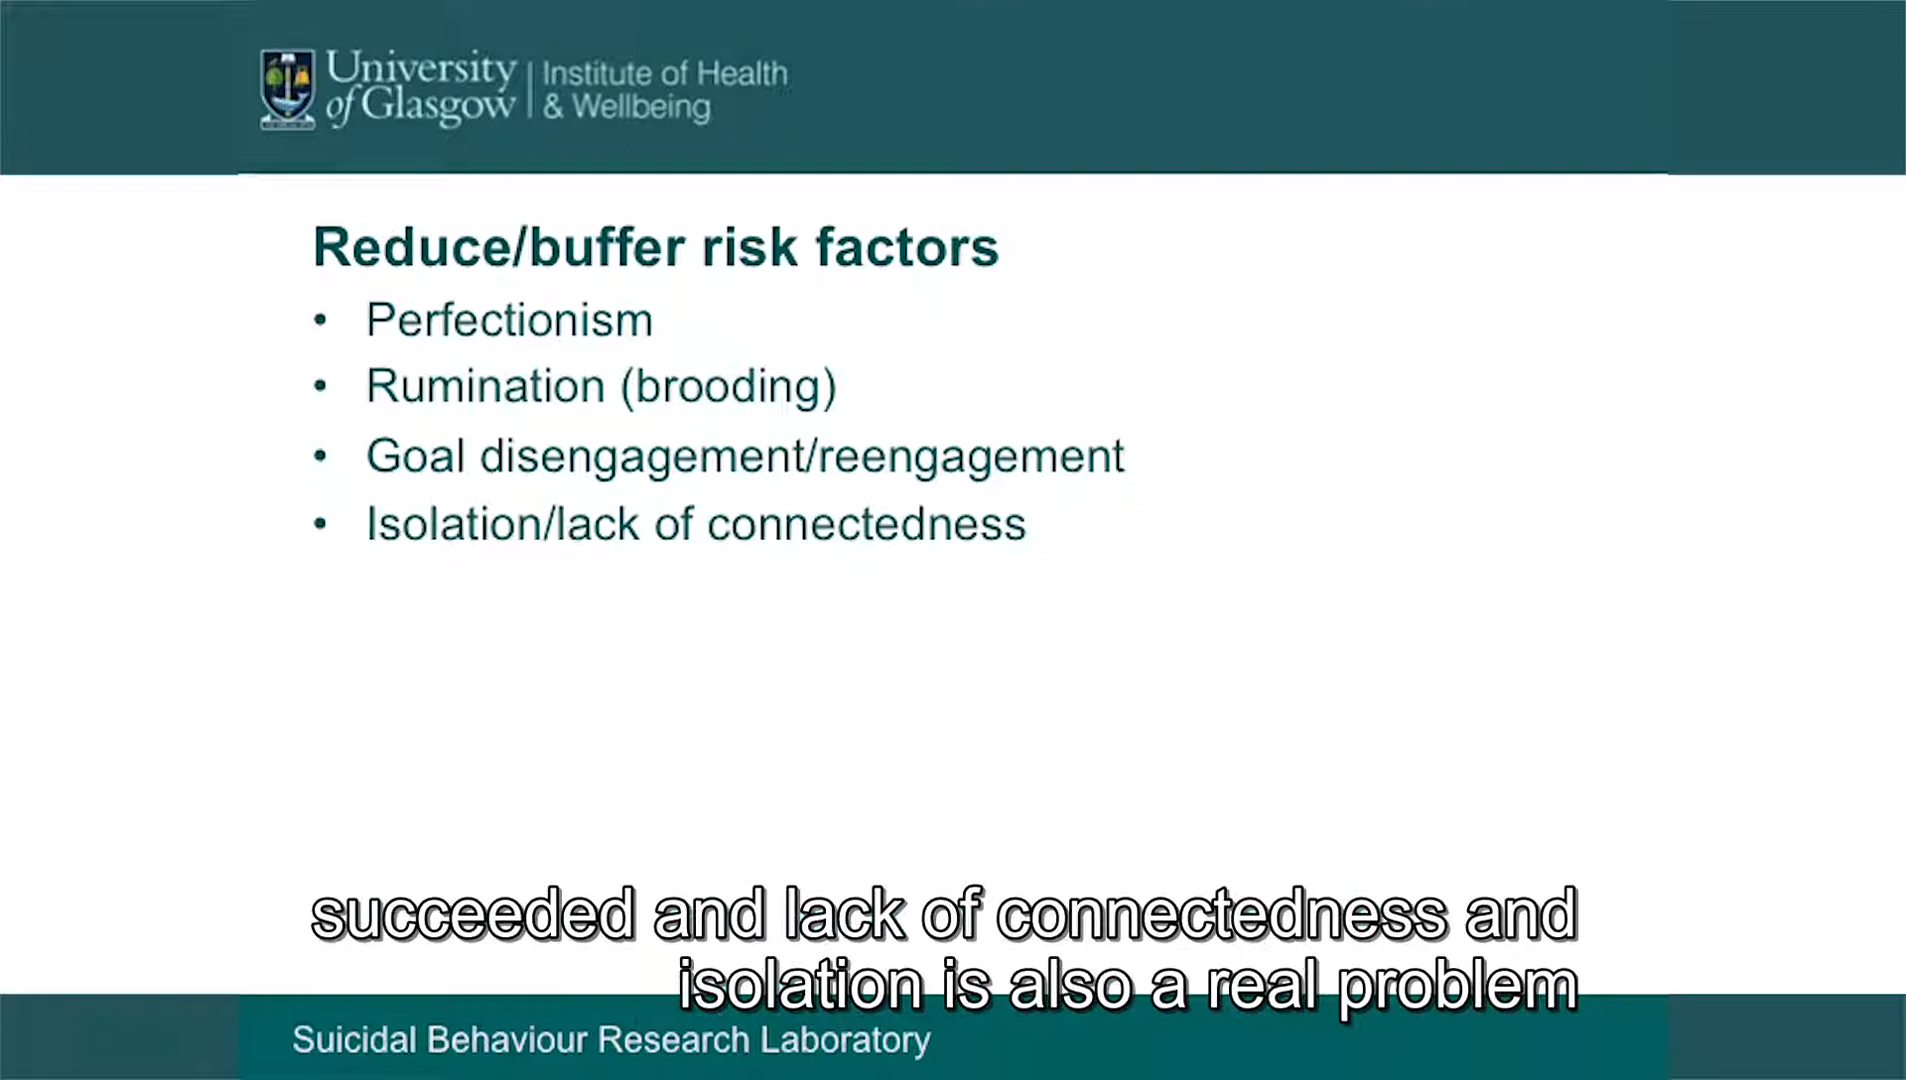 University
of Glasgow
Institute of Health
& Wellbeing
Reduce/buffer risk factors
• Perfectionism
• Rumination (brooding)
• Goal disengagement/reengagement
• Isolation/lack of connectedness
succeeded and lack of connectedness and
isolation is also a real problem
Suicidal Behaviour Research Laboratory